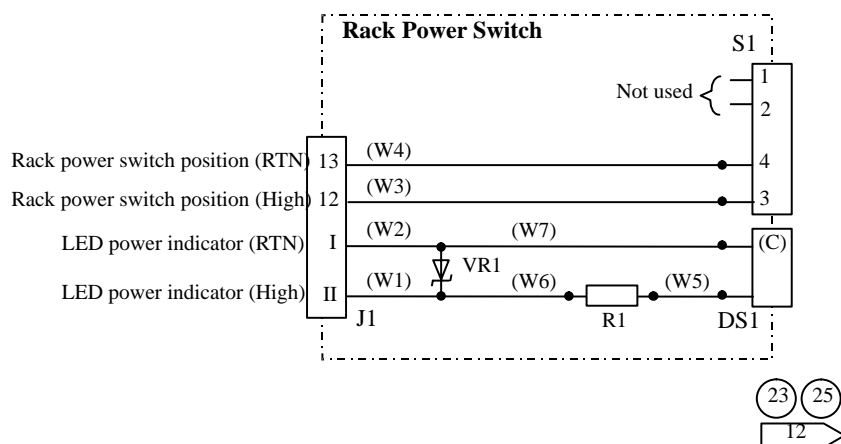 Rack Power Switch
S1
1
Not used
2
Rack power switch position (RTN) 13 (W4) 4
Rack power switch position (High) 12 (W3) 3
LED power indicator (RTN) I (W2) (W7) (C)
VR1
LED power indicator (High) II (W1) (W6) (W5)
J1 R1 DS1
23 25
12